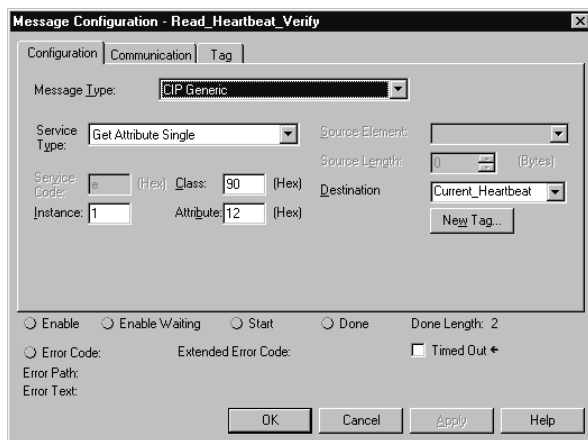 Message Configuration - Read_Heartbeat_Verify
Configuration Communication Tag
Message Type: CIP Generic
Service Type: Get Attribute Single
Source Element:
Source Length: 0 (Bytes)
Service Code: e (Hex) Class: 90 (Hex)
Destination Current_Heartbeat
Instance: 1 Attribute: 12 (Hex)
New Tag...
Enable Enable Waiting Start Done Done Length: 2
Error Code: Extended Error Code: Timed Out ←
Error Path:
Error Text:
OK Cancel Apply Help